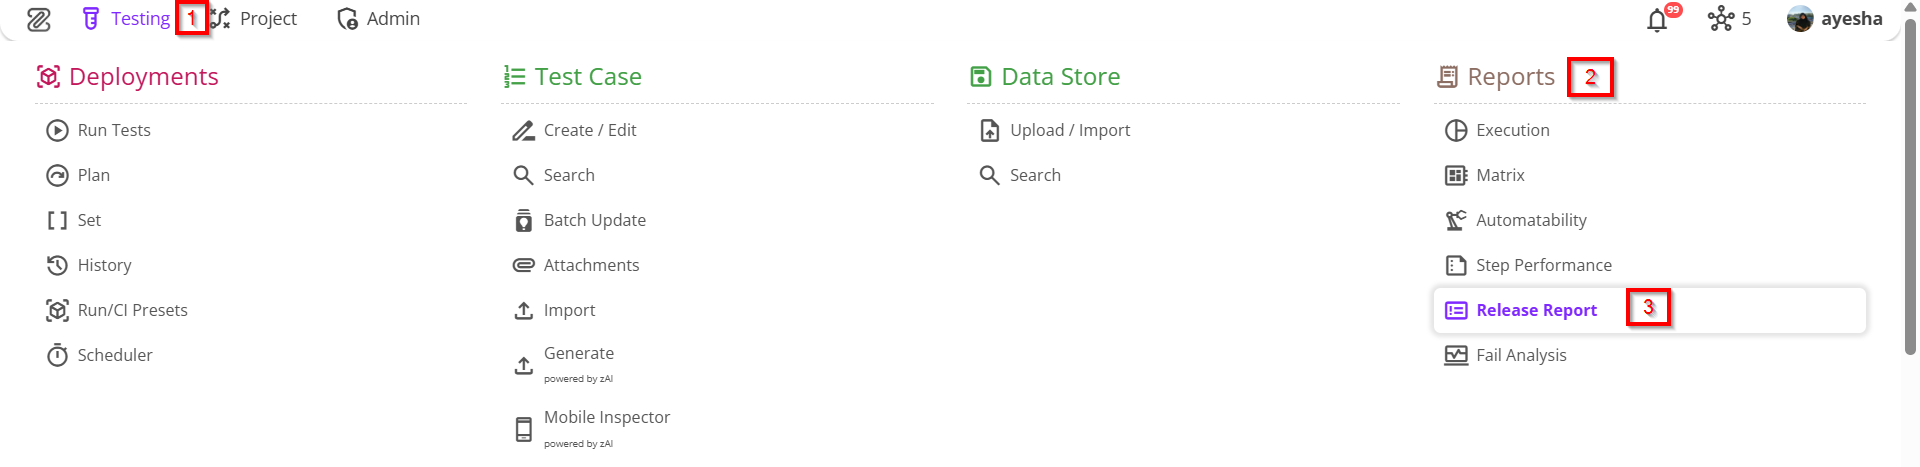 Testing 1 Project Admin 99 5 ayesha
Deployments
Run Tests
Plan
Set
History
Run/CI Presets
Scheduler
Test Case
Create / Edit
Search
Batch Update
Attachments
Import
Generate
powered by zAI
Mobile Inspector
powered by zAI
Data Store
Upload / Import
Search
Reports 2
Execution
Matrix
Automatability
Step Performance
Release Report 3
Fail Analysis